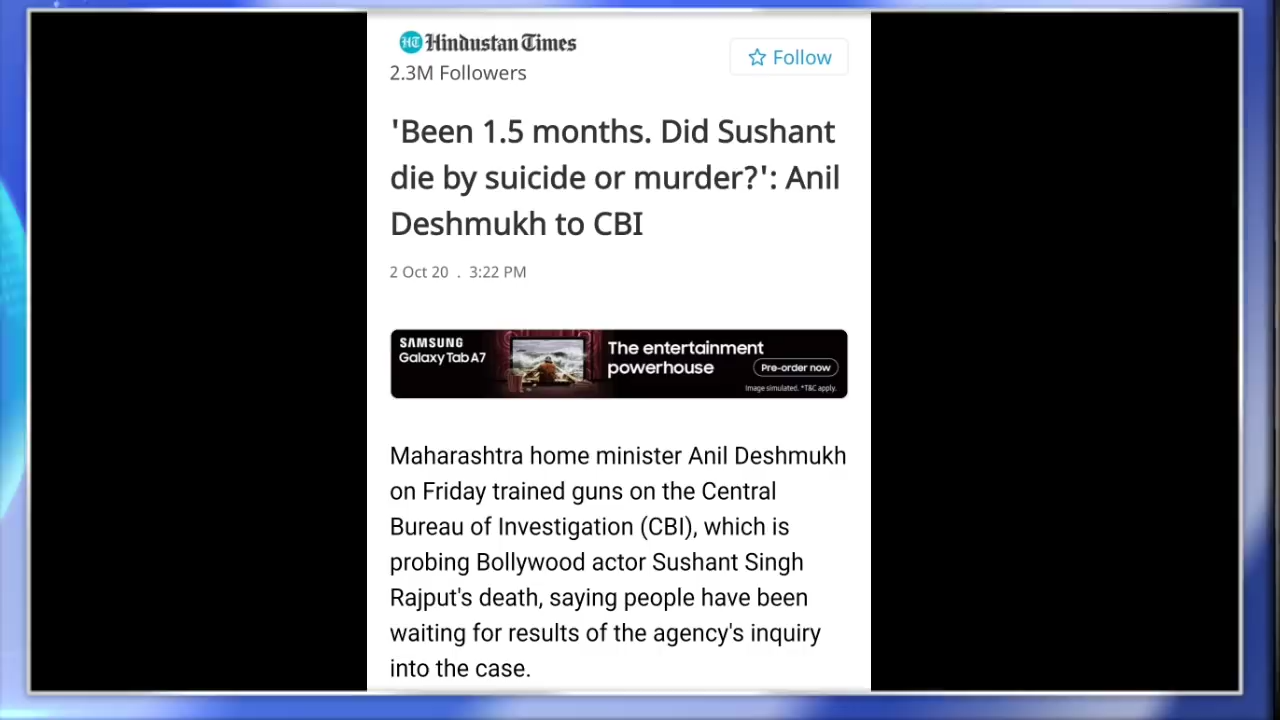 HT Hindustan Times
2.3M Followers
Follow
'Been 1.5 months. Did Sushant
die by suicide or murder?': Anil
Deshmukh to CBI
2 Oct 20 . 3:22 PM
SAMSUNG
Galaxy Tab A7
The entertainment
powerhouse
Pre-order now
Image simulated. *T&C apply.
Maharashtra home minister Anil Deshmukh
on Friday trained guns on the Central
Bureau of Investigation (CBI), which is
probing Bollywood actor Sushant Singh
Rajput's death, saying people have been
waiting for results of the agency's inquiry
into the case.